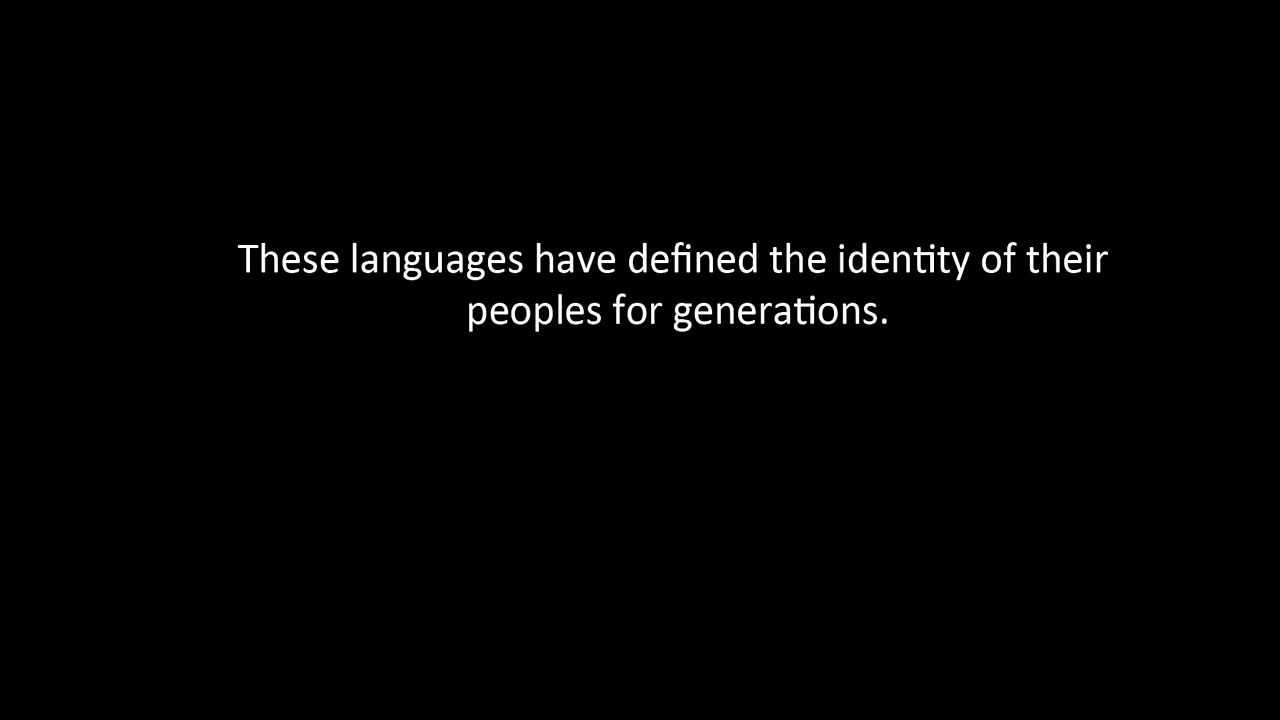 These languages have defined the identity of their
peoples for generations.